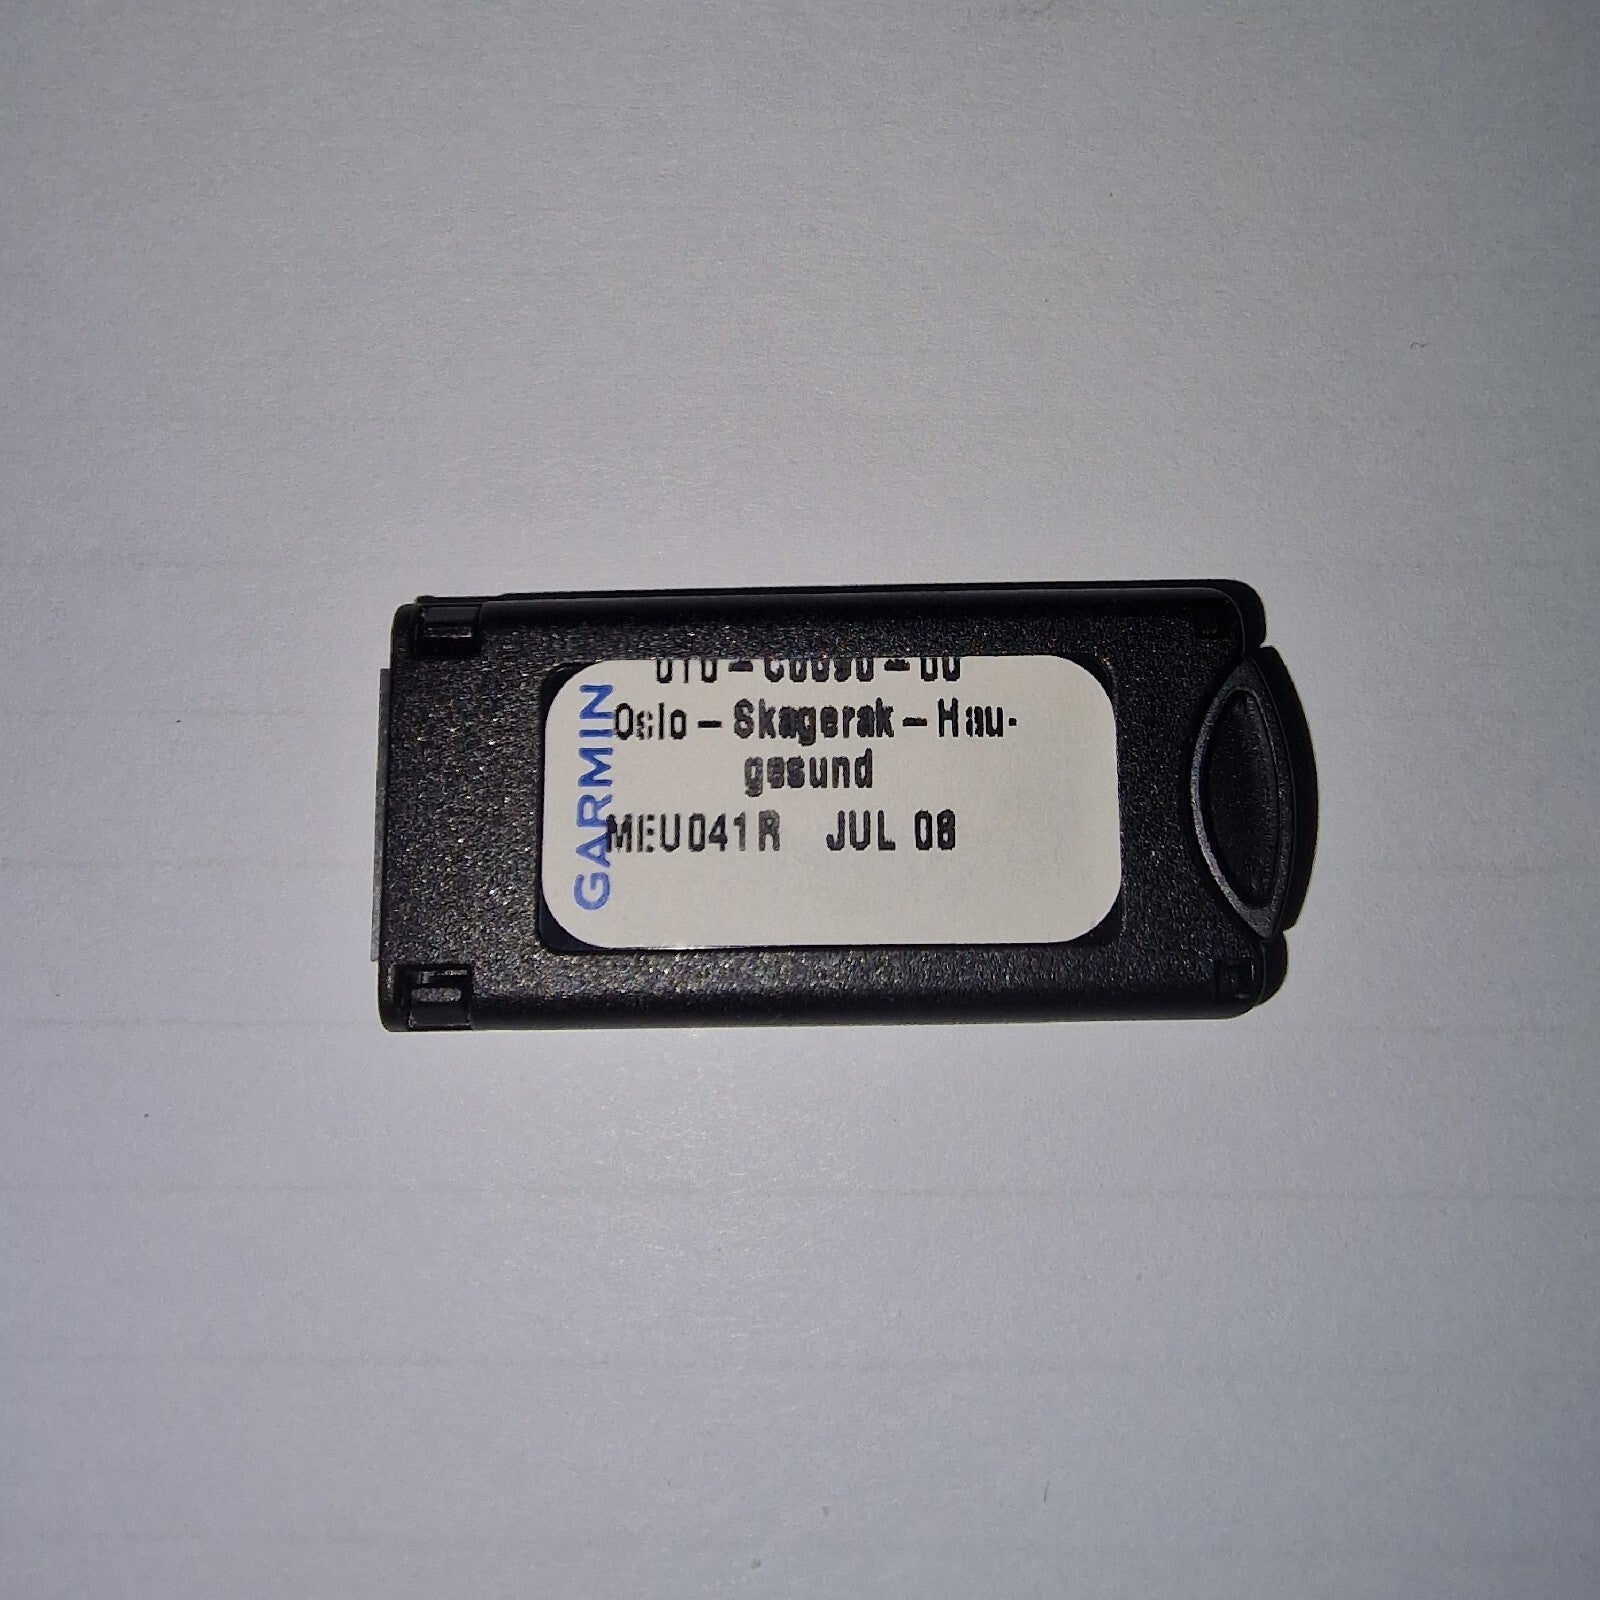 GARMIN
Oslo-Skagerak-Hau-
gesund
MEU041R JUL 08